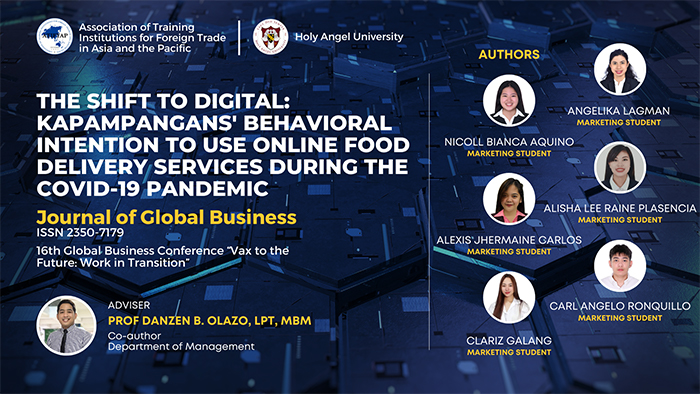 Association of Training
Institutions for Foreign Trade
in Asia and the Pacific
Holy Angel University
THE SHIFT TO DIGITAL:
KAPAMPANGANS' BEHAVIORAL
INTENTION TO USE ONLINE FOOD
DELIVERY SERVICES DURING THE
COVID-19 PANDEMIC
Journal of Global Business
ISSN 2350-7179
16th Global Business Conference “Vax to the
Future: Work in Transition”
ADVISER
PROF DANZEN B. OLAZO, LPT, MBM
Co-author
Department of Management
AUTHORS
ANGELIKA LAGMAN
MARKETING STUDENT
NICOLL BIANCA AQUINO
MARKETING STUDENT
ALISHA LEE RAINE PLASENCIA
MARKETING STUDENT
ALEXIS JHERMAINE GARLOS
MARKETING STUDENT
CARL ANGELO RONQUILLO
MARKETING STUDENT
CLARIZ GALANG
MARKETING STUDENT